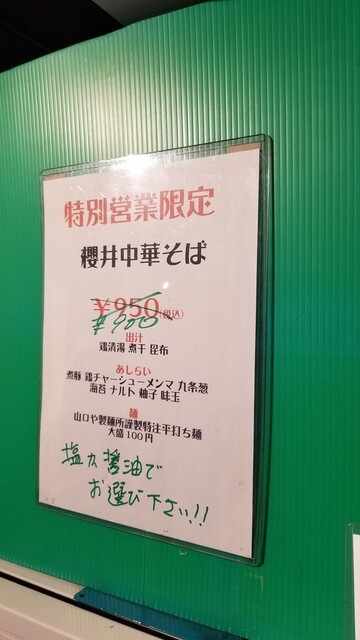 特別営業限定
櫻井中華そば
￥950(税込)
￥900
出汁
鶏清湯 煮干 昆布
あしらい
煮豚 鶏チャーシューメンマ 九条葱
海苔 ナルト 柚子 味玉
麺
山口や製麺所謹製特注平打ち麺
大盛100円
塩カ醤油で
お選び下さい!!